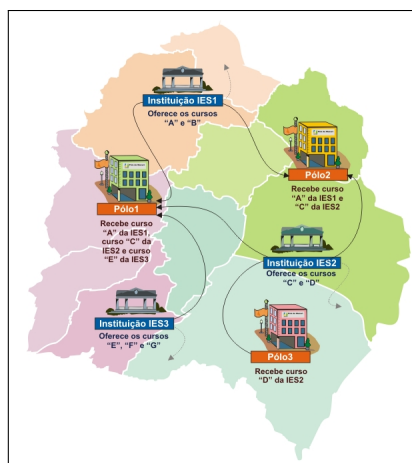 Instituição IES1
Oferece os cursos
"A" e "B"
Pólo2
Recebe curso
"A" da IES1 e
"C" da IES2
Pólo1
Recebe curso
"A" da IES1,
curso "C" da
IES2 e curso
"E" da IES3
Instituição IES2
Oferece os cursos
"C" e "D"
Instituição IES3
Oferece os cursos
"E", "F" e "G"
Pólo3
Recebe curso
"D" da IES2